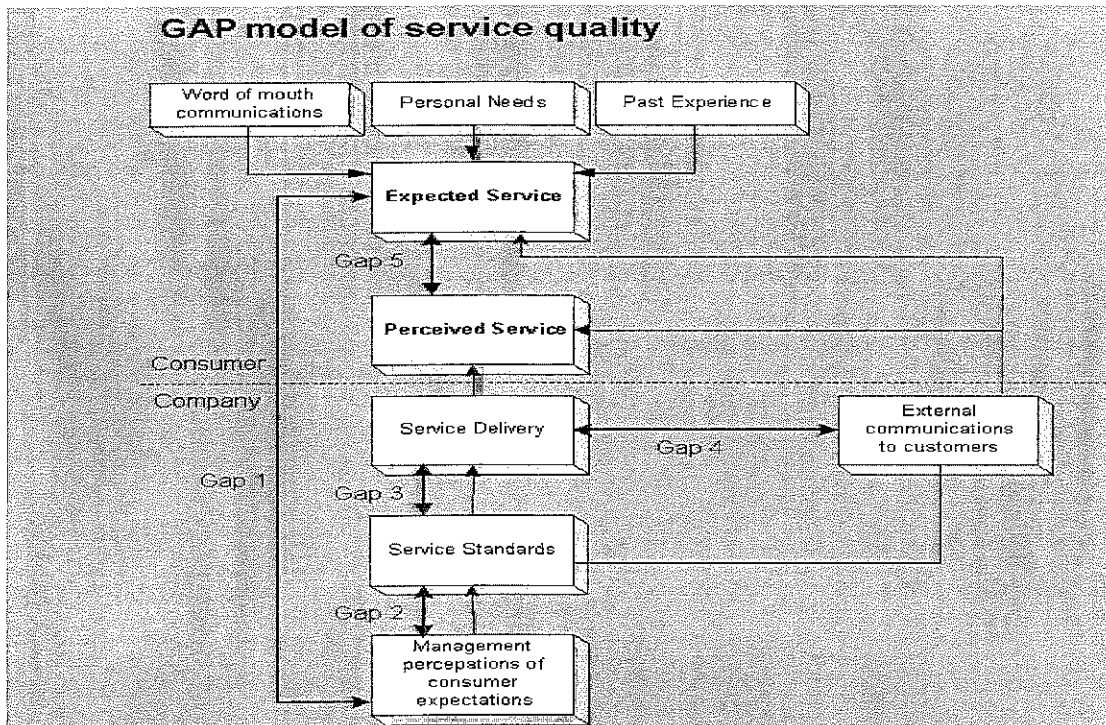 GAP model of service quality
Word of mouth
communications
Personal Needs
Past Experience
Expected Service
Gap 5
Perceived Service
Consumer
Company
Service Delivery
External
communications
to customers
Gap 4
Gap 1
Gap 3
Service Standards
Gap 2
Management
percepations of
consumer
expectations